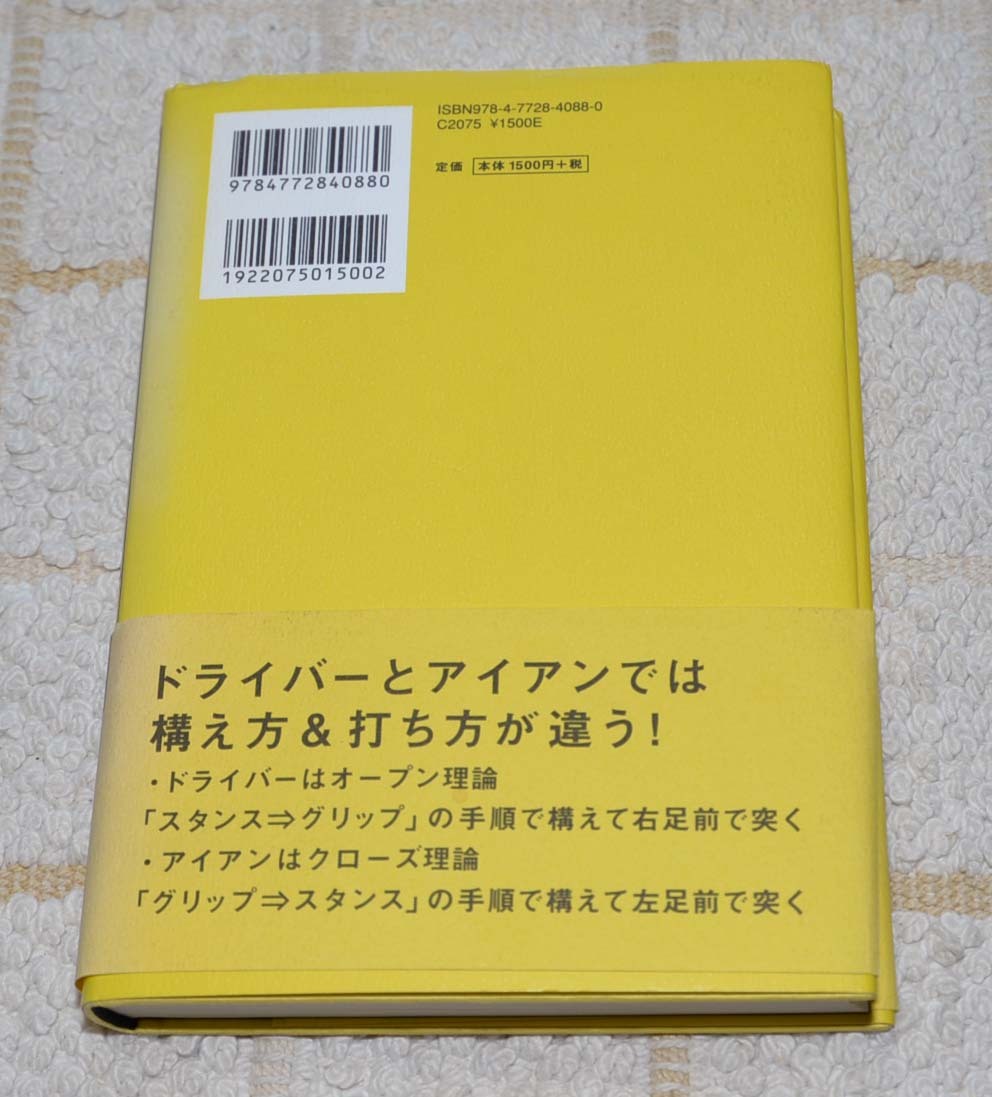 ISBN978-4-7728-4088-0
C2075 ¥1500E
定価 本体1500円+税
9784772840880
1922075015002
ドライバーとアイアンでは
構え方&打ち方が違う!
・ドライバーはオープン理論
「スタンス⇒グリップ」の手順で構えて右足前で突く
・アイアンはクローズ理論
「グリップ⇒スタンス」の手順で構えて左足前で突く